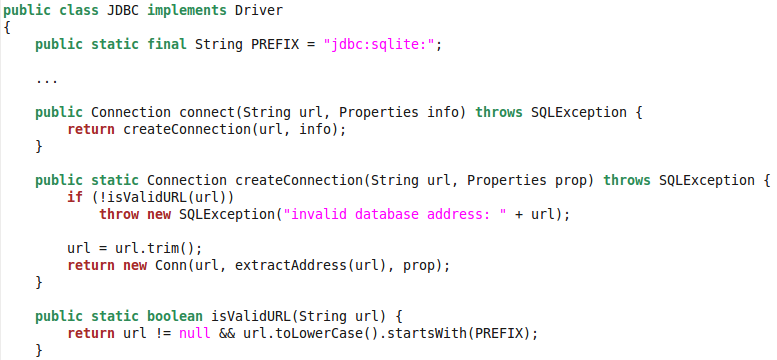 public class JDBC implements Driver
{
    public static final String PREFIX = "jdbc:sqlite:";

    ...

    public Connection connect(String url, Properties info) throws SQLException {
        return createConnection(url, info);
    }

    public static Connection createConnection(String url, Properties prop) throws SQLException {
        if (!isValidURL(url))
            throw new SQLException("invalid database address: " + url);

        url = url.trim();
        return new Conn(url, extractAddress(url), prop);
    }

    public static boolean isValidURL(String url) {
        return url != null && url.toLowerCase().startsWith(PREFIX);
    }